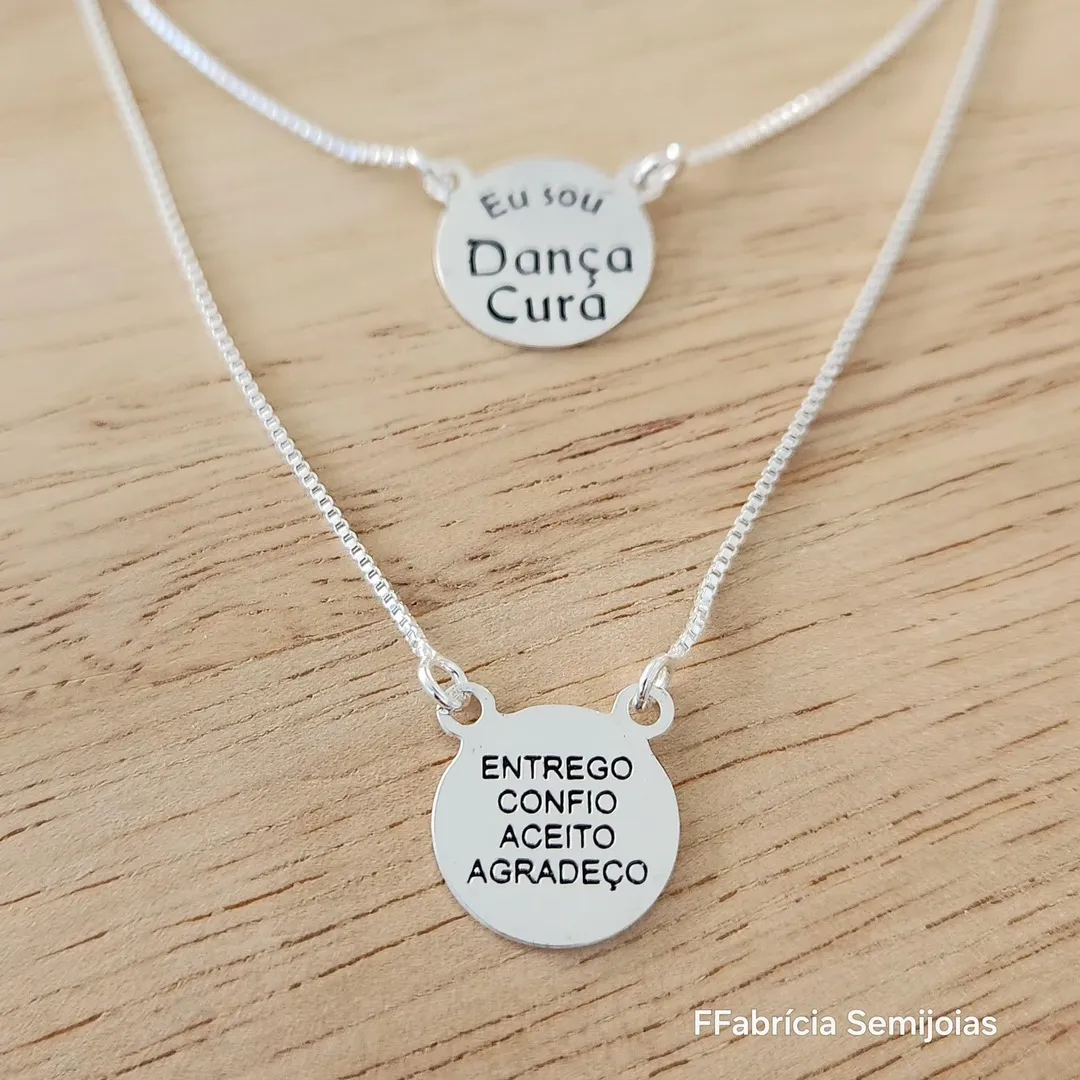 Eu sou
Dança
Cura
ENTREGO
CONFIO
ACEITO
AGRADEÇO
FFabrícia Semijoias